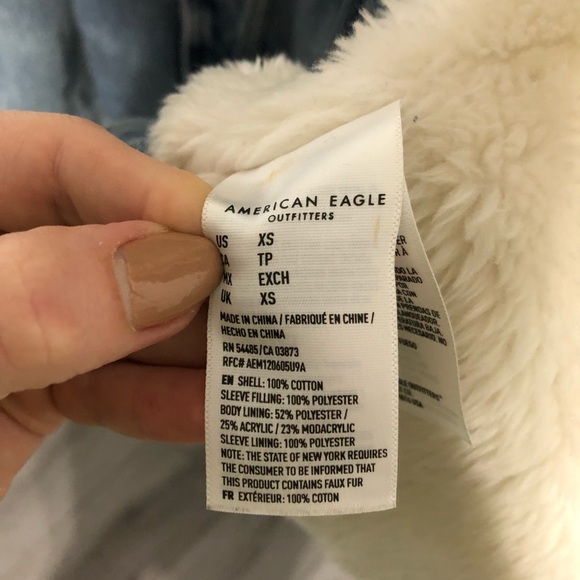 AMERICAN EAGLE
OUTFITTERS
US XS
CA TP
MX EXCH
UK XS
MADE IN CHINA / FABRIQUÉ EN CHINE /
HECHO EN CHINA
RN 54485/CA 03873
RFC# AEM120605U9A
EN SHELL: 100% COTTON
SLEEVE FILLING: 100% POLYESTER
BODY LINING: 52% POLYESTER /
25% ACRYLIC / 23% MODACRYLIC
SLEEVE LINING: 100% POLYESTER
NOTE: THE STATE OF NEW YORK REQUIRES
THE CONSUMER TO BE INFORMED THAT
THIS PRODUCT CONTAINS FAUX FUR
FR EXTÉRIEUR: 100% COTON